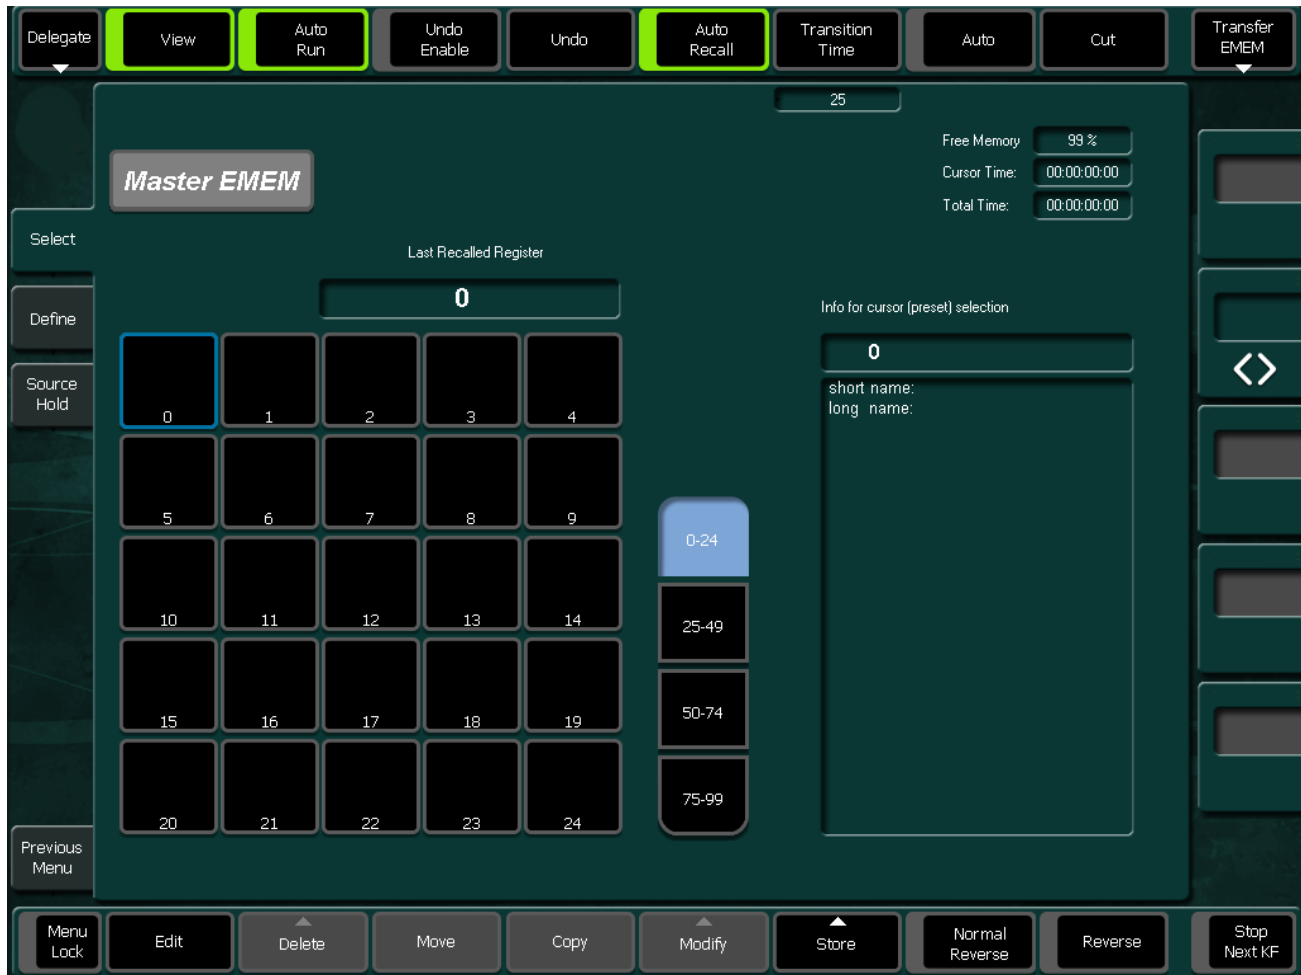 Delegate
View
Auto
Run
Undo
Enable
Undo
Auto
Recall
Transition
Time
Auto
Cut
Transfer
EMEM
25
Free Memory 99 %
Cursor Time: 00:00:00:00
Total Time: 00:00:00:00
Master EMEM
Select
Define
Source
Hold
Previous
Menu
Last Recalled Register
0
Info for cursor (preset) selection
0
short name:
long name:
0 1 2 3 4
5 6 7 8 9
10 11 12 13 14
15 16 17 18 19
20 21 22 23 24
0-24
25-49
50-74
75-99
Menu
Lock
Edit
Delete
Move
Copy
Modify
Store
Normal
Reverse
Reverse
Stop
Next KF